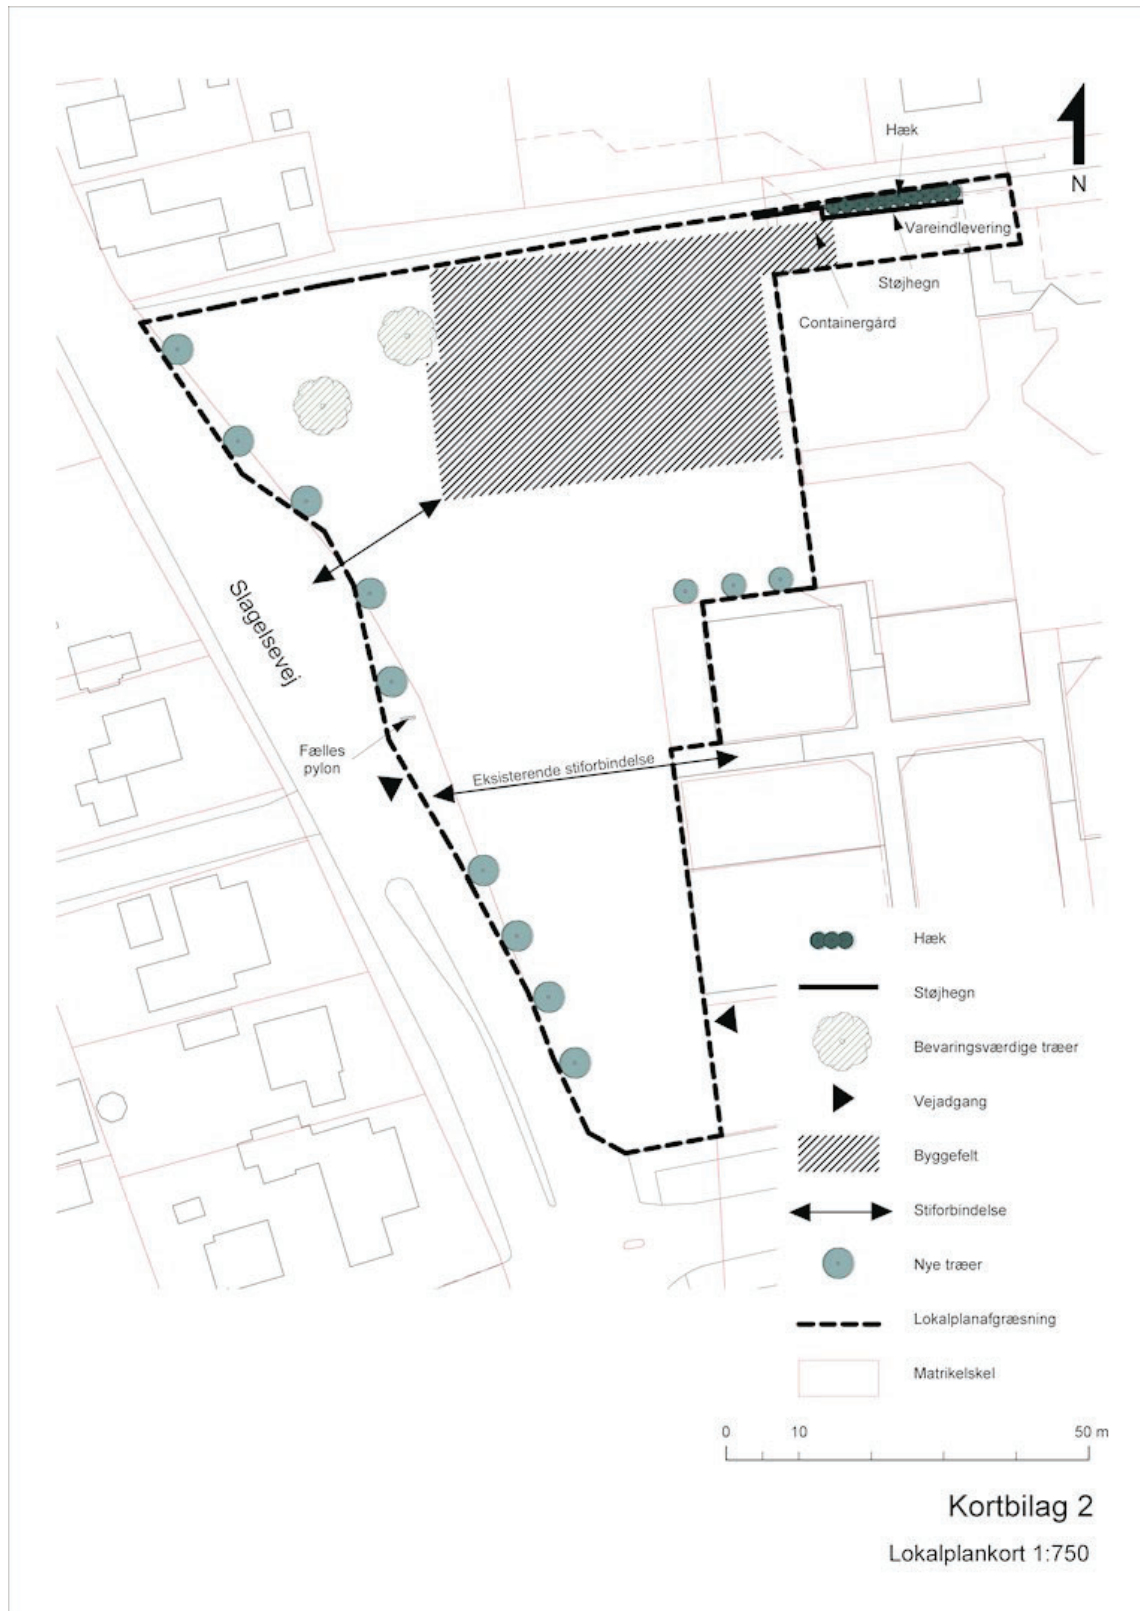 Hæk
N
Vareindlevering
Støjhegn
Containergård
Slagelsevej
Fælles
pylon
Eksisterende stiforbindelse
Hæk
Støjhegn
Bevaringsværdige træer
Vejadgang
Byggefelt
Stiforbindelse
Nye træer
Lokalplanafgræsning
Matrikelskel
0 10 50 m
Kortbilag 2
Lokalplankort 1:750